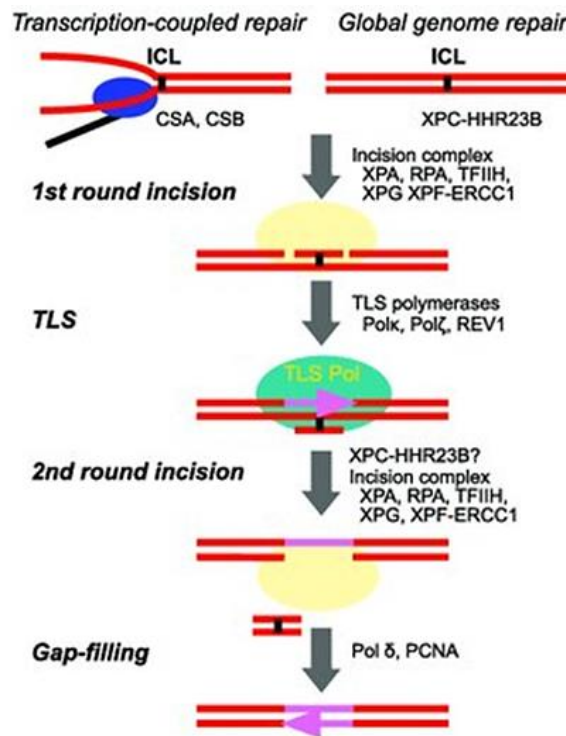 Transcription-coupled repair
Global genome repair
ICL
ICL
CSA, CSB
XPC-HHR23B
Incision complex
XPA, RPA, TFIIH,
XPG XPF-ERCC1
1st round incision
TLS polymerases
Polκ, Polζ, REV1
TLS
TLS Pol
XPC-HHR23B?
2nd round incision
Incision complex
XPA, RPA, TFIIH,
XPG, XPF-ERCC1
Gap-filling
Pol δ, PCNA